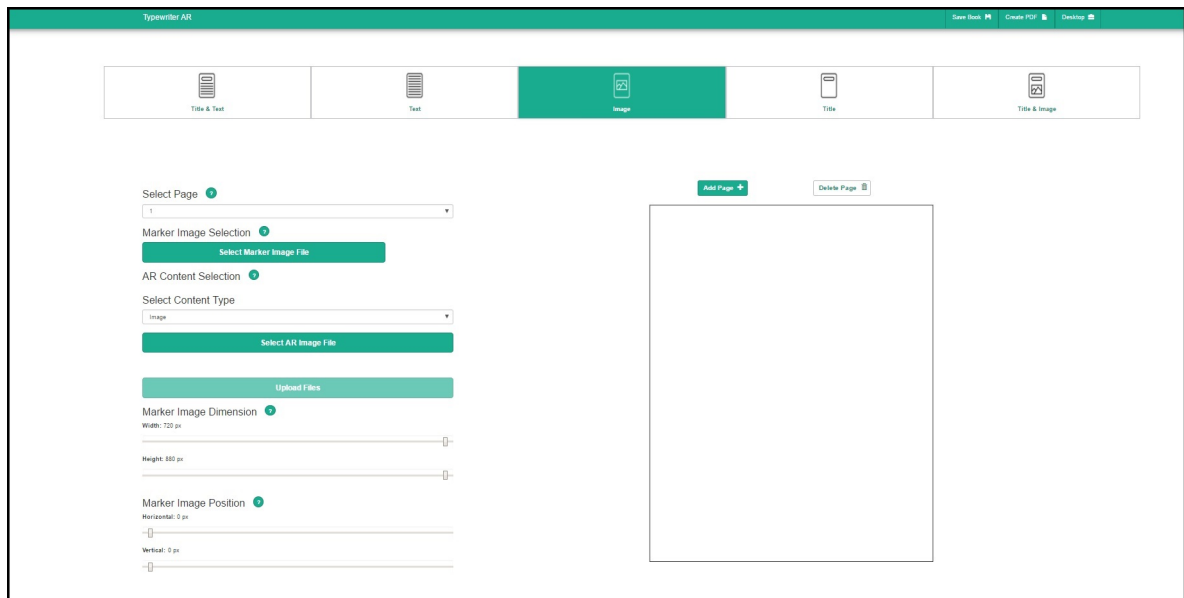 Typewriter AR
Save Book
Create PDF
Desktop
Title & Text
Text
Image
Title
Title & Image
Select Page ?
1
Marker Image Selection ?
Select Marker Image File
AR Content Selection ?
Select Content Type
Image
Select AR Image File
Upload Files
Marker Image Dimension ?
Width: 720 px
Height: 880 px
Marker Image Position ?
Horizontal: 0 px
Vertical: 0 px
Add Page +
Delete Page